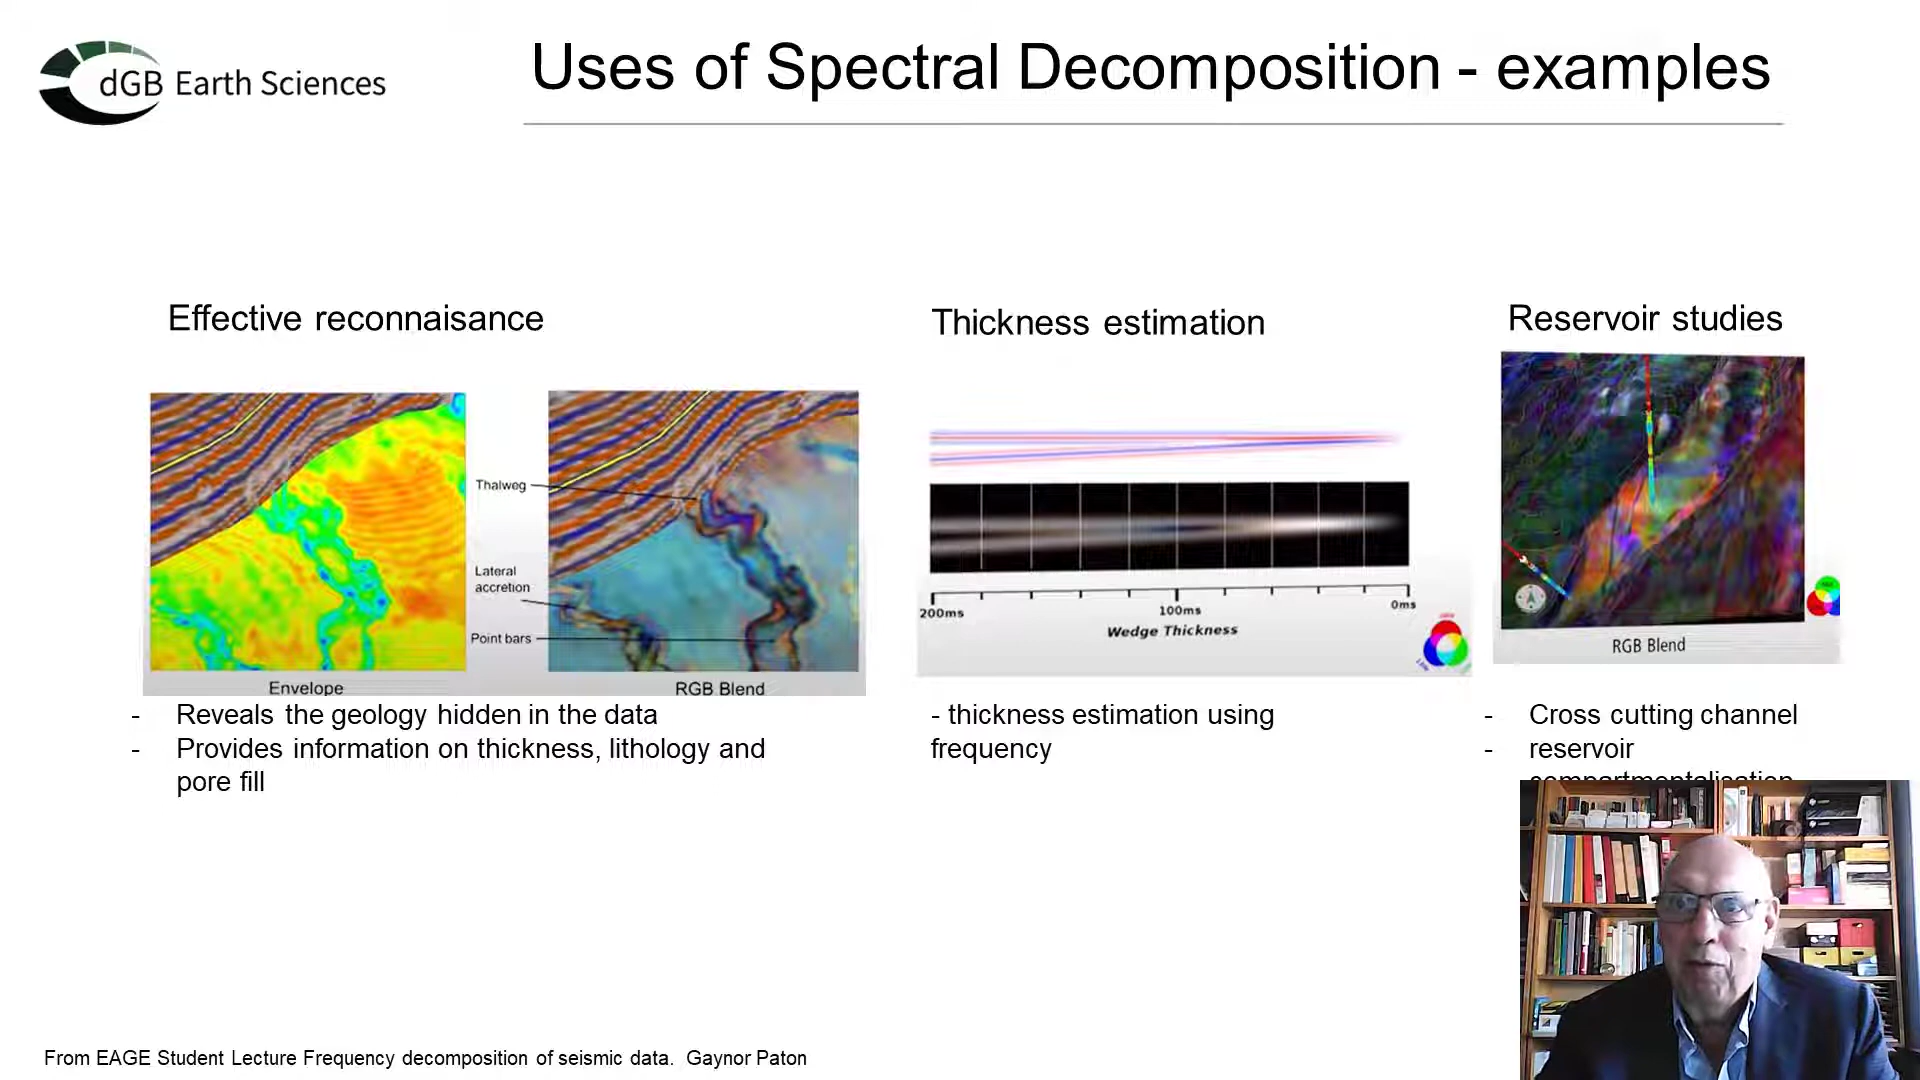 dGB Earth Sciences
Uses of Spectral Decomposition - examples
Effective reconnaisance
Thickness estimation
Reservoir studies
Thalweg
Lateral
accretion
Point bars
Envelope
RGB Blend
200ms
100ms
0ms
Wedge Thickness
RGB Blend
- Reveals the geology hidden in the data
- Provides information on thickness, lithology and
pore fill
- thickness estimation using
frequency
- Cross cutting channel
- reservoir
compartmentalisation
From EAGE Student Lecture Frequency decomposition of seismic data. Gaynor Paton